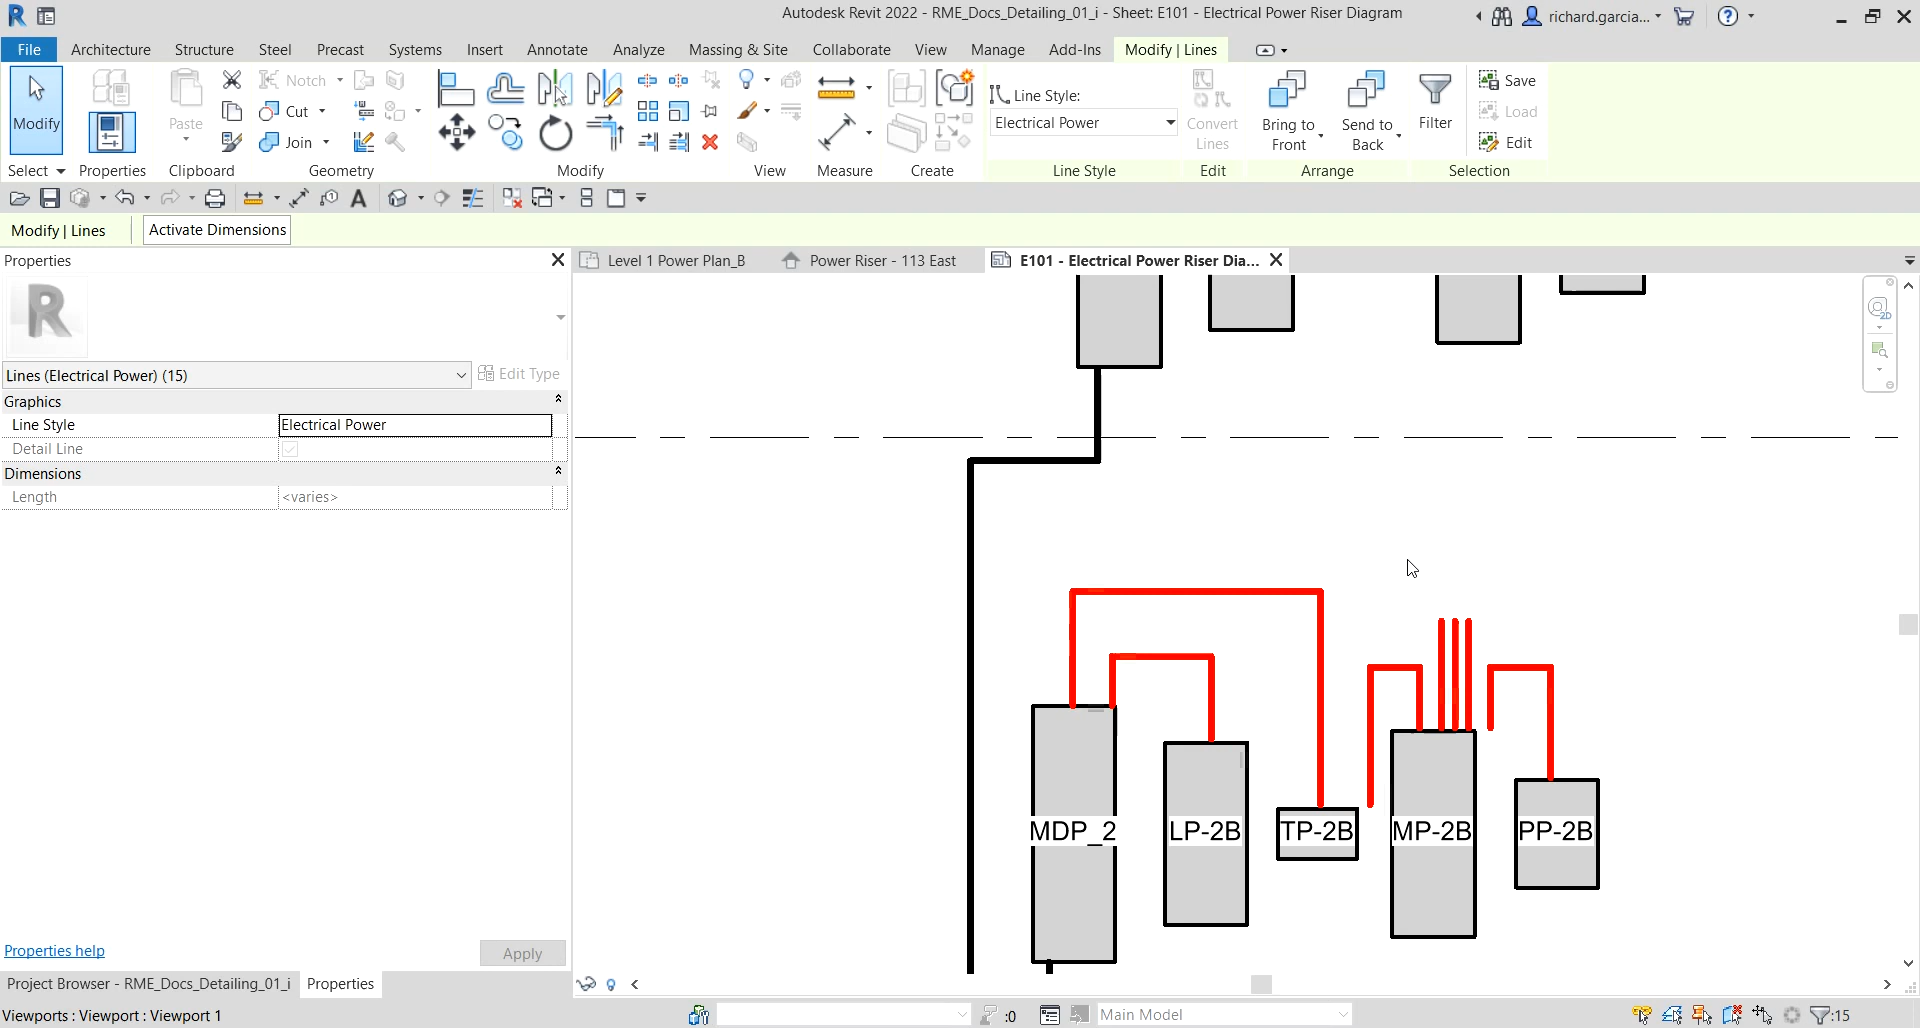 Autodesk Revit 2022 - RME_Docs_Detailing_01_i - Sheet: E101 - Electrical Power Riser Diagram
richard.garcia...
File Architecture Structure Steel Precast Systems Insert Annotate Analyze Massing & Site Collaborate View Manage Add-Ins Modify | Lines
Modify
Paste
Notch
Cut
Join
Line Style:
Electrical Power
Convert Lines
Bring to Front
Send to Back
Filter
Save
Load
Edit
Select Properties Clipboard Geometry Modify View Measure Create Line Style Edit Arrange Selection
Modify | Lines Activate Dimensions
Properties
Level 1 Power Plan_B Power Riser - 113 East E101 - Electrical Power Riser Dia...
R
2D
Lines (Electrical Power) (15)
Edit Type
Graphics
Line Style Electrical Power
Detail Line
Dimensions
Length <varies>
MDP_2 LP-2B TP-2B MP-2B PP-2B
Properties help
Apply
Project Browser - RME_Docs_Detailing_01_i Properties
Viewports : Viewport : Viewport 1
:0
Main Model
:15